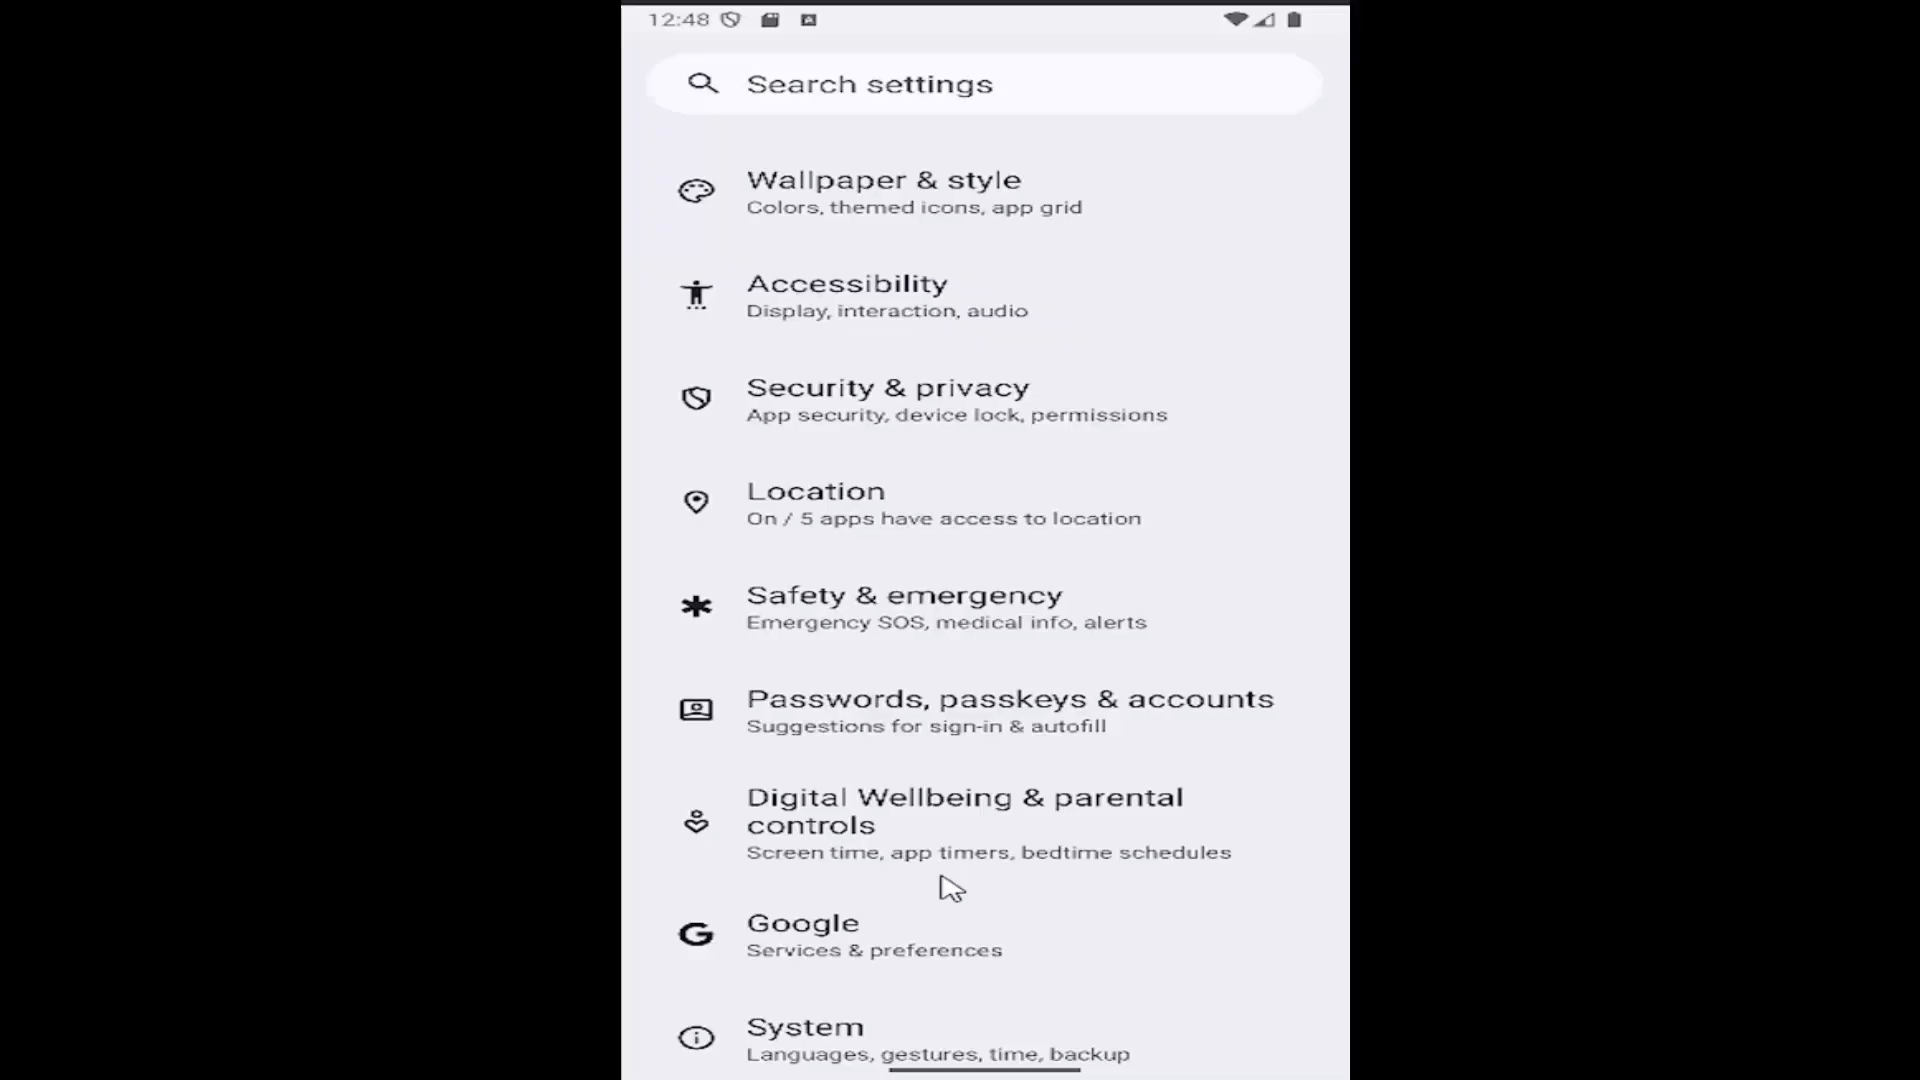 12:48
Search settings
Wallpaper & style
Colors, themed icons, app grid
Accessibility
Display, interaction, audio
Security & privacy
App security, device lock, permissions
Location
On / 5 apps have access to location
Safety & emergency
Emergency SOS, medical info, alerts
Passwords, passkeys & accounts
Suggestions for sign-in & autofill
Digital Wellbeing & parental
controls
Screen time, app timers, bedtime schedules
Google
Services & preferences
System
Languages, gestures, time, backup